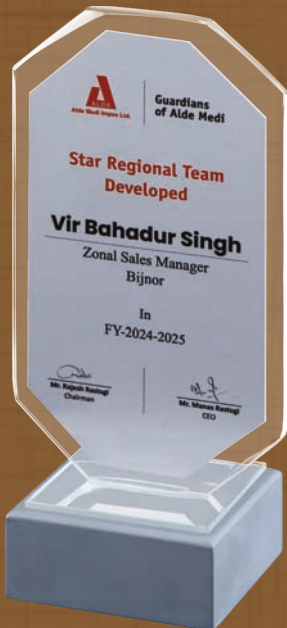 ALDE
Alde Medi Impex Ltd.
Guardians
of Alde Medi
Star Regional Team
Developed
Vir Bahadur Singh
Zonal Sales Manager
Bijnor
In
FY-2024-2025
Mr. Rajesh Rastogi
Chairman
Mr. Manas Rastogi
CEO